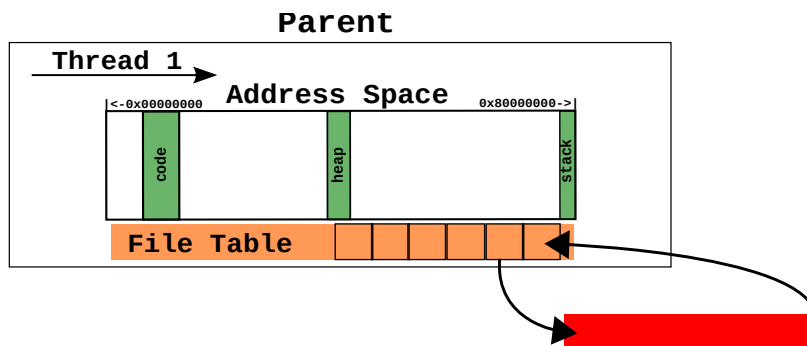 Parent
Thread 1
Address Space
<-0x00000000
0x80000000->
code
heap
stack
File Table